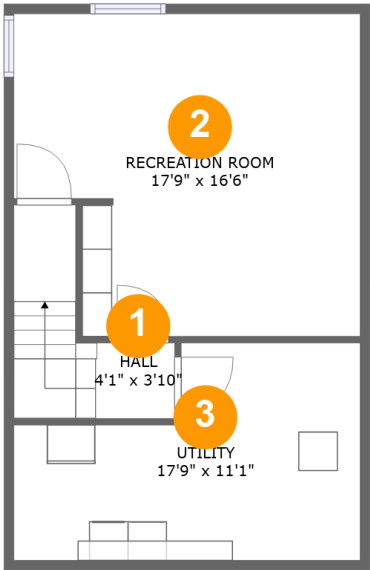 2
RECREATION ROOM
17'9" x 16'6"
1
HALL
4'1" x 3'10"
3
UTILITY
17'9" x 11'1"